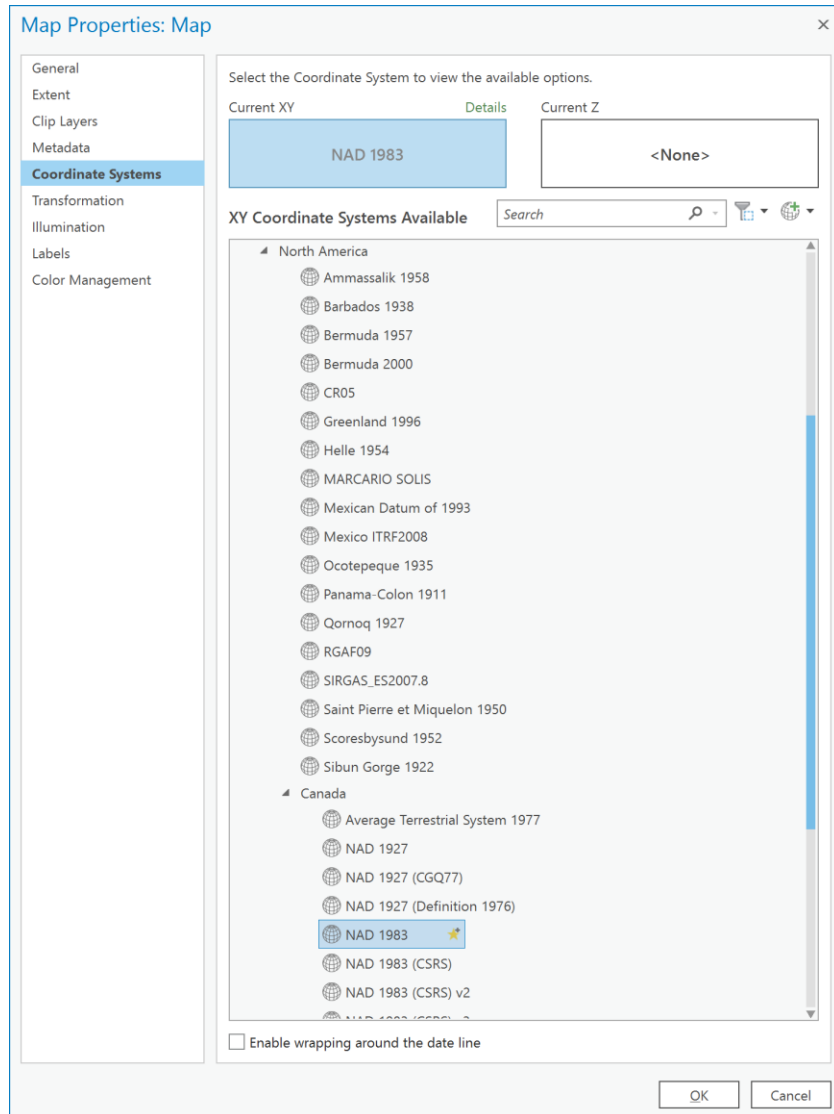 Map Properties: Map
General
Extent
Clip Layers
Metadata
Coordinate Systems
Transformation
Illumination
Labels
Color Management
Select the Coordinate System to view the available options.
Current XY Details Current Z
NAD 1983 <None>
XY Coordinate Systems Available Search
North America
Ammassalik 1958
Barbados 1938
Bermuda 1957
Bermuda 2000
CR05
Greenland 1996
Helle 1954
MARCARIO SOLIS
Mexican Datum of 1993
Mexico ITRF2008
Ocotepeque 1935
Panama-Colon 1911
Qornoq 1927
RGAF09
SIRGAS_ES2007.8
Saint Pierre et Miquelon 1950
Scoresbysund 1952
Sibun Gorge 1922
Canada
Average Terrestrial System 1977
NAD 1927
NAD 1927 (CGQ77)
NAD 1927 (Definition 1976)
NAD 1983
NAD 1983 (CSRS)
NAD 1983 (CSRS) v2
Enable wrapping around the date line
OK Cancel